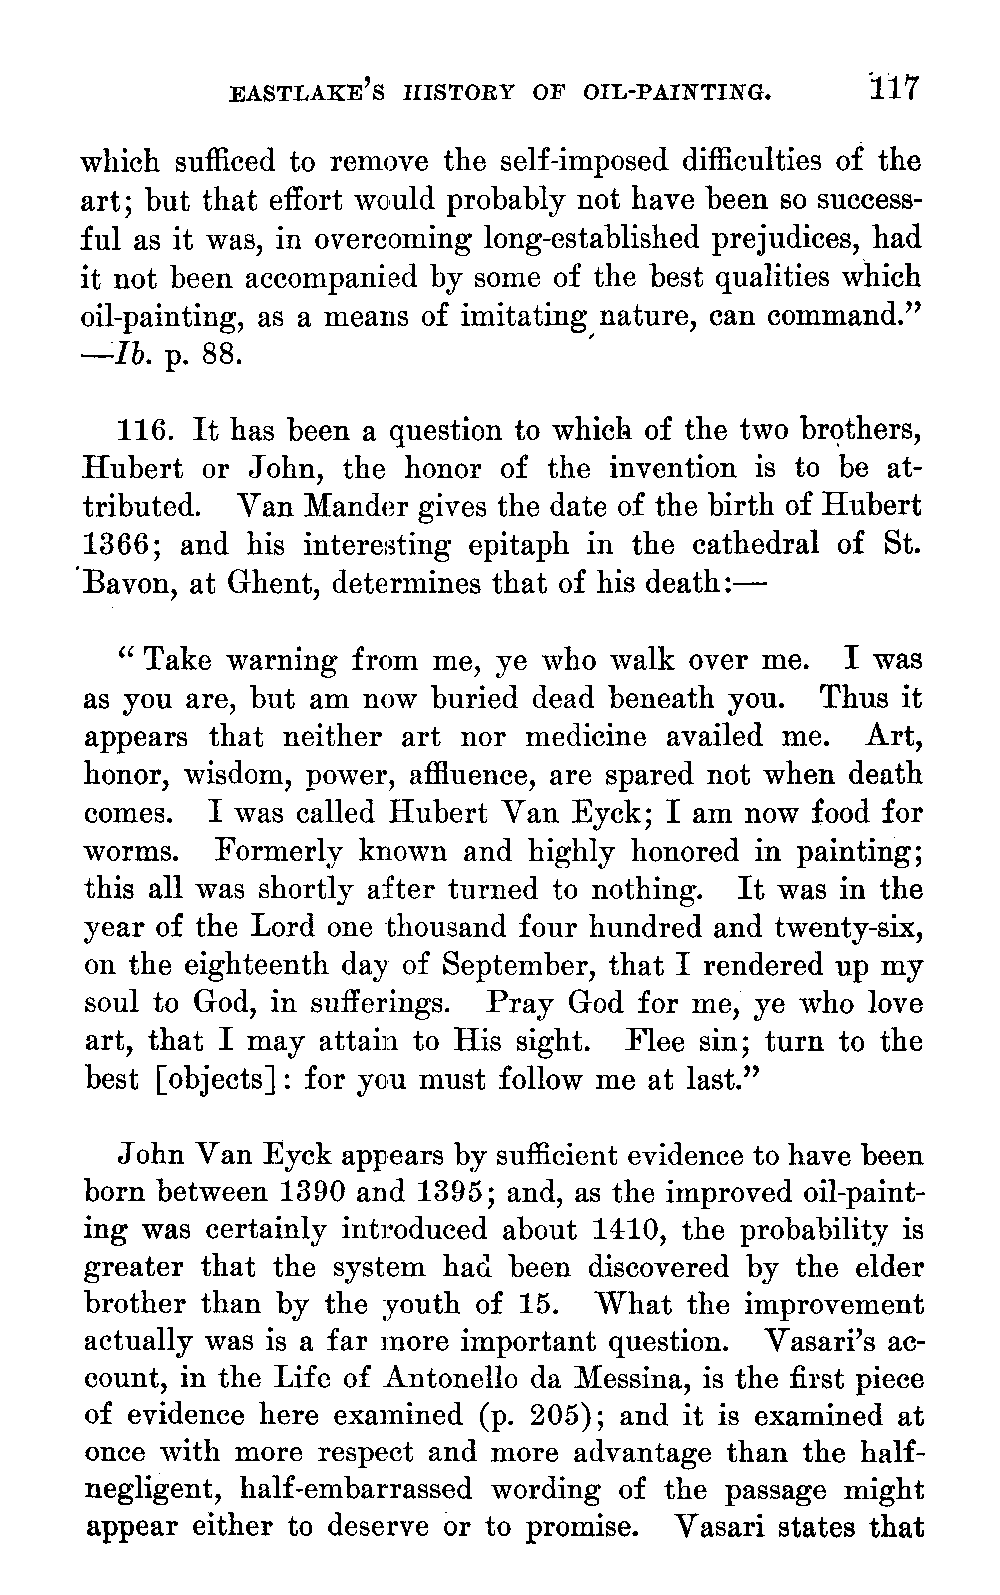 EASTLAKE'S HISTORY OF OIL-PAINTING. 117
which sufficed to remove the self-imposed difficulties of the
art; but that effort would probably not have been so success-
ful as it was, in overcoming long-established prejudices, had
it not been accompanied by some of the best qualities which
oil-painting, as a means of imitating nature, can command."
—Ib. p. 88.
116. It has been a question to which of the two brothers,
Hubert or John, the honor of the invention is to be at-
tributed. Van Mander gives the date of the birth of Hubert
1366; and his interesting epitaph in the cathedral of St.
Bavon, at Ghent, determines that of his death:—
"Take warning from me, ye who walk over me. I was
as you are, but am now buried dead beneath you. Thus it
appears that neither art nor medicine availed me. Art,
honor, wisdom, power, affluence, are spared not when death
comes. I was called Hubert Van Eyck; I am now food for
worms. Formerly known and highly honored in painting;
this all was shortly after turned to nothing. It was in the
year of the Lord one thousand four hundred and twenty-six,
on the eighteenth day of September, that I rendered up my
soul to God, in sufferings. Pray God for me, ye who love
art, that I may attain to His sight. Flee sin; turn to the
best [objects]: for you must follow me at last."
John Van Eyck appears by sufficient evidence to have been
born between 1390 and 1395; and, as the improved oil-paint-
ing was certainly introduced about 1410, the probability is
greater that the system had been discovered by the elder
brother than by the youth of 15. What the improvement
actually was is a far more important question. Vasari's ac-
count, in the Life of Antonello da Messina, is the first piece
of evidence here examined (p. 205); and it is examined at
once with more respect and more advantage than the half-
negligent, half-embarrassed wording of the passage might
appear either to deserve or to promise. Vasari states that